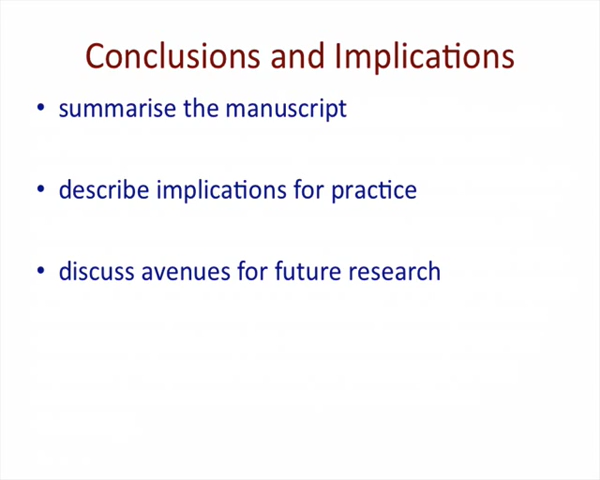 Conclusions and Implications
• summarise the manuscript
• describe implications for practice
• discuss avenues for future research